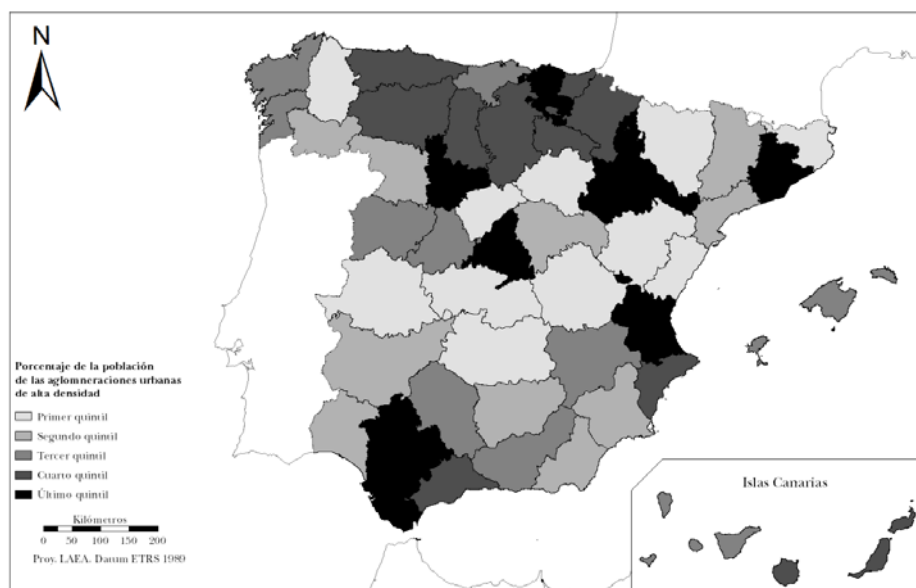 N
Porcentaje de la población
de las aglomneraciones urbanas
de alta densidad
Primer quintil
Segundo quintil
Tercer quintil
Cuarto quintil
Último quintil
Kilómetros
0 50 100 150 200
Proy. LAEA. Datum ETRS 1989
Islas Canarias